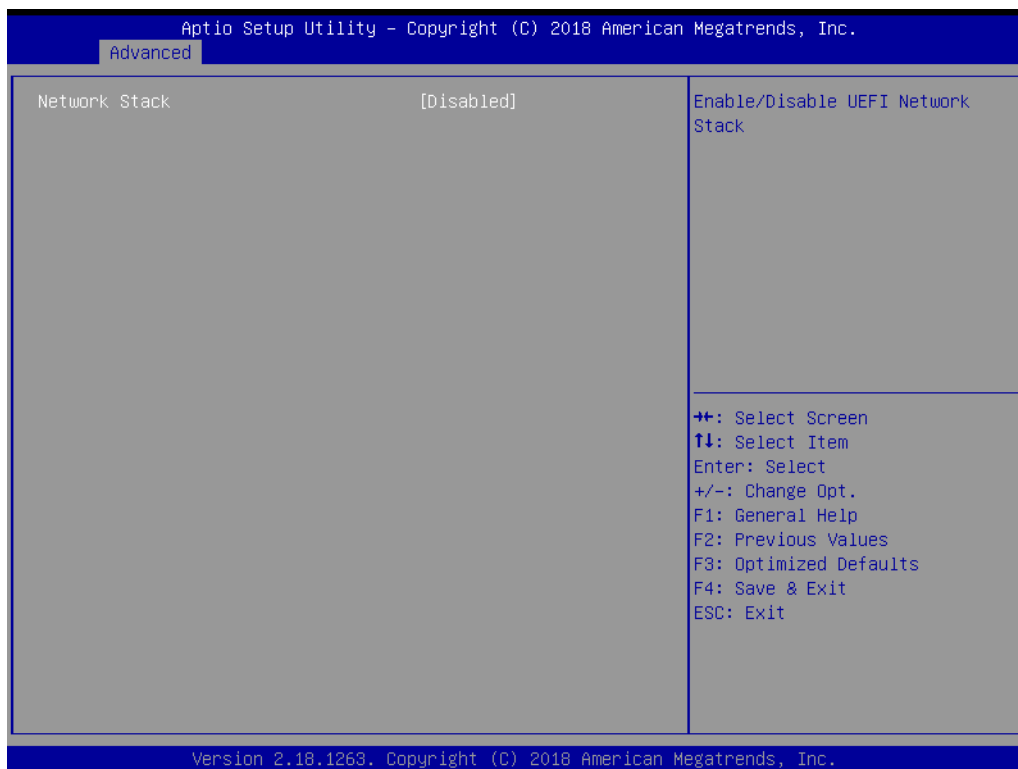 Aptio Setup Utility – Copyright (C) 2018 American Megatrends, Inc.
Advanced
Network Stack [Disabled]
Enable/Disable UEFI Network
Stack
→←: Select Screen
↑↓: Select Item
Enter: Select
+/-: Change Opt.
F1: General Help
F2: Previous Values
F3: Optimized Defaults
F4: Save & Exit
ESC: Exit
Version 2.18.1263. Copyright (C) 2018 American Megatrends, Inc.